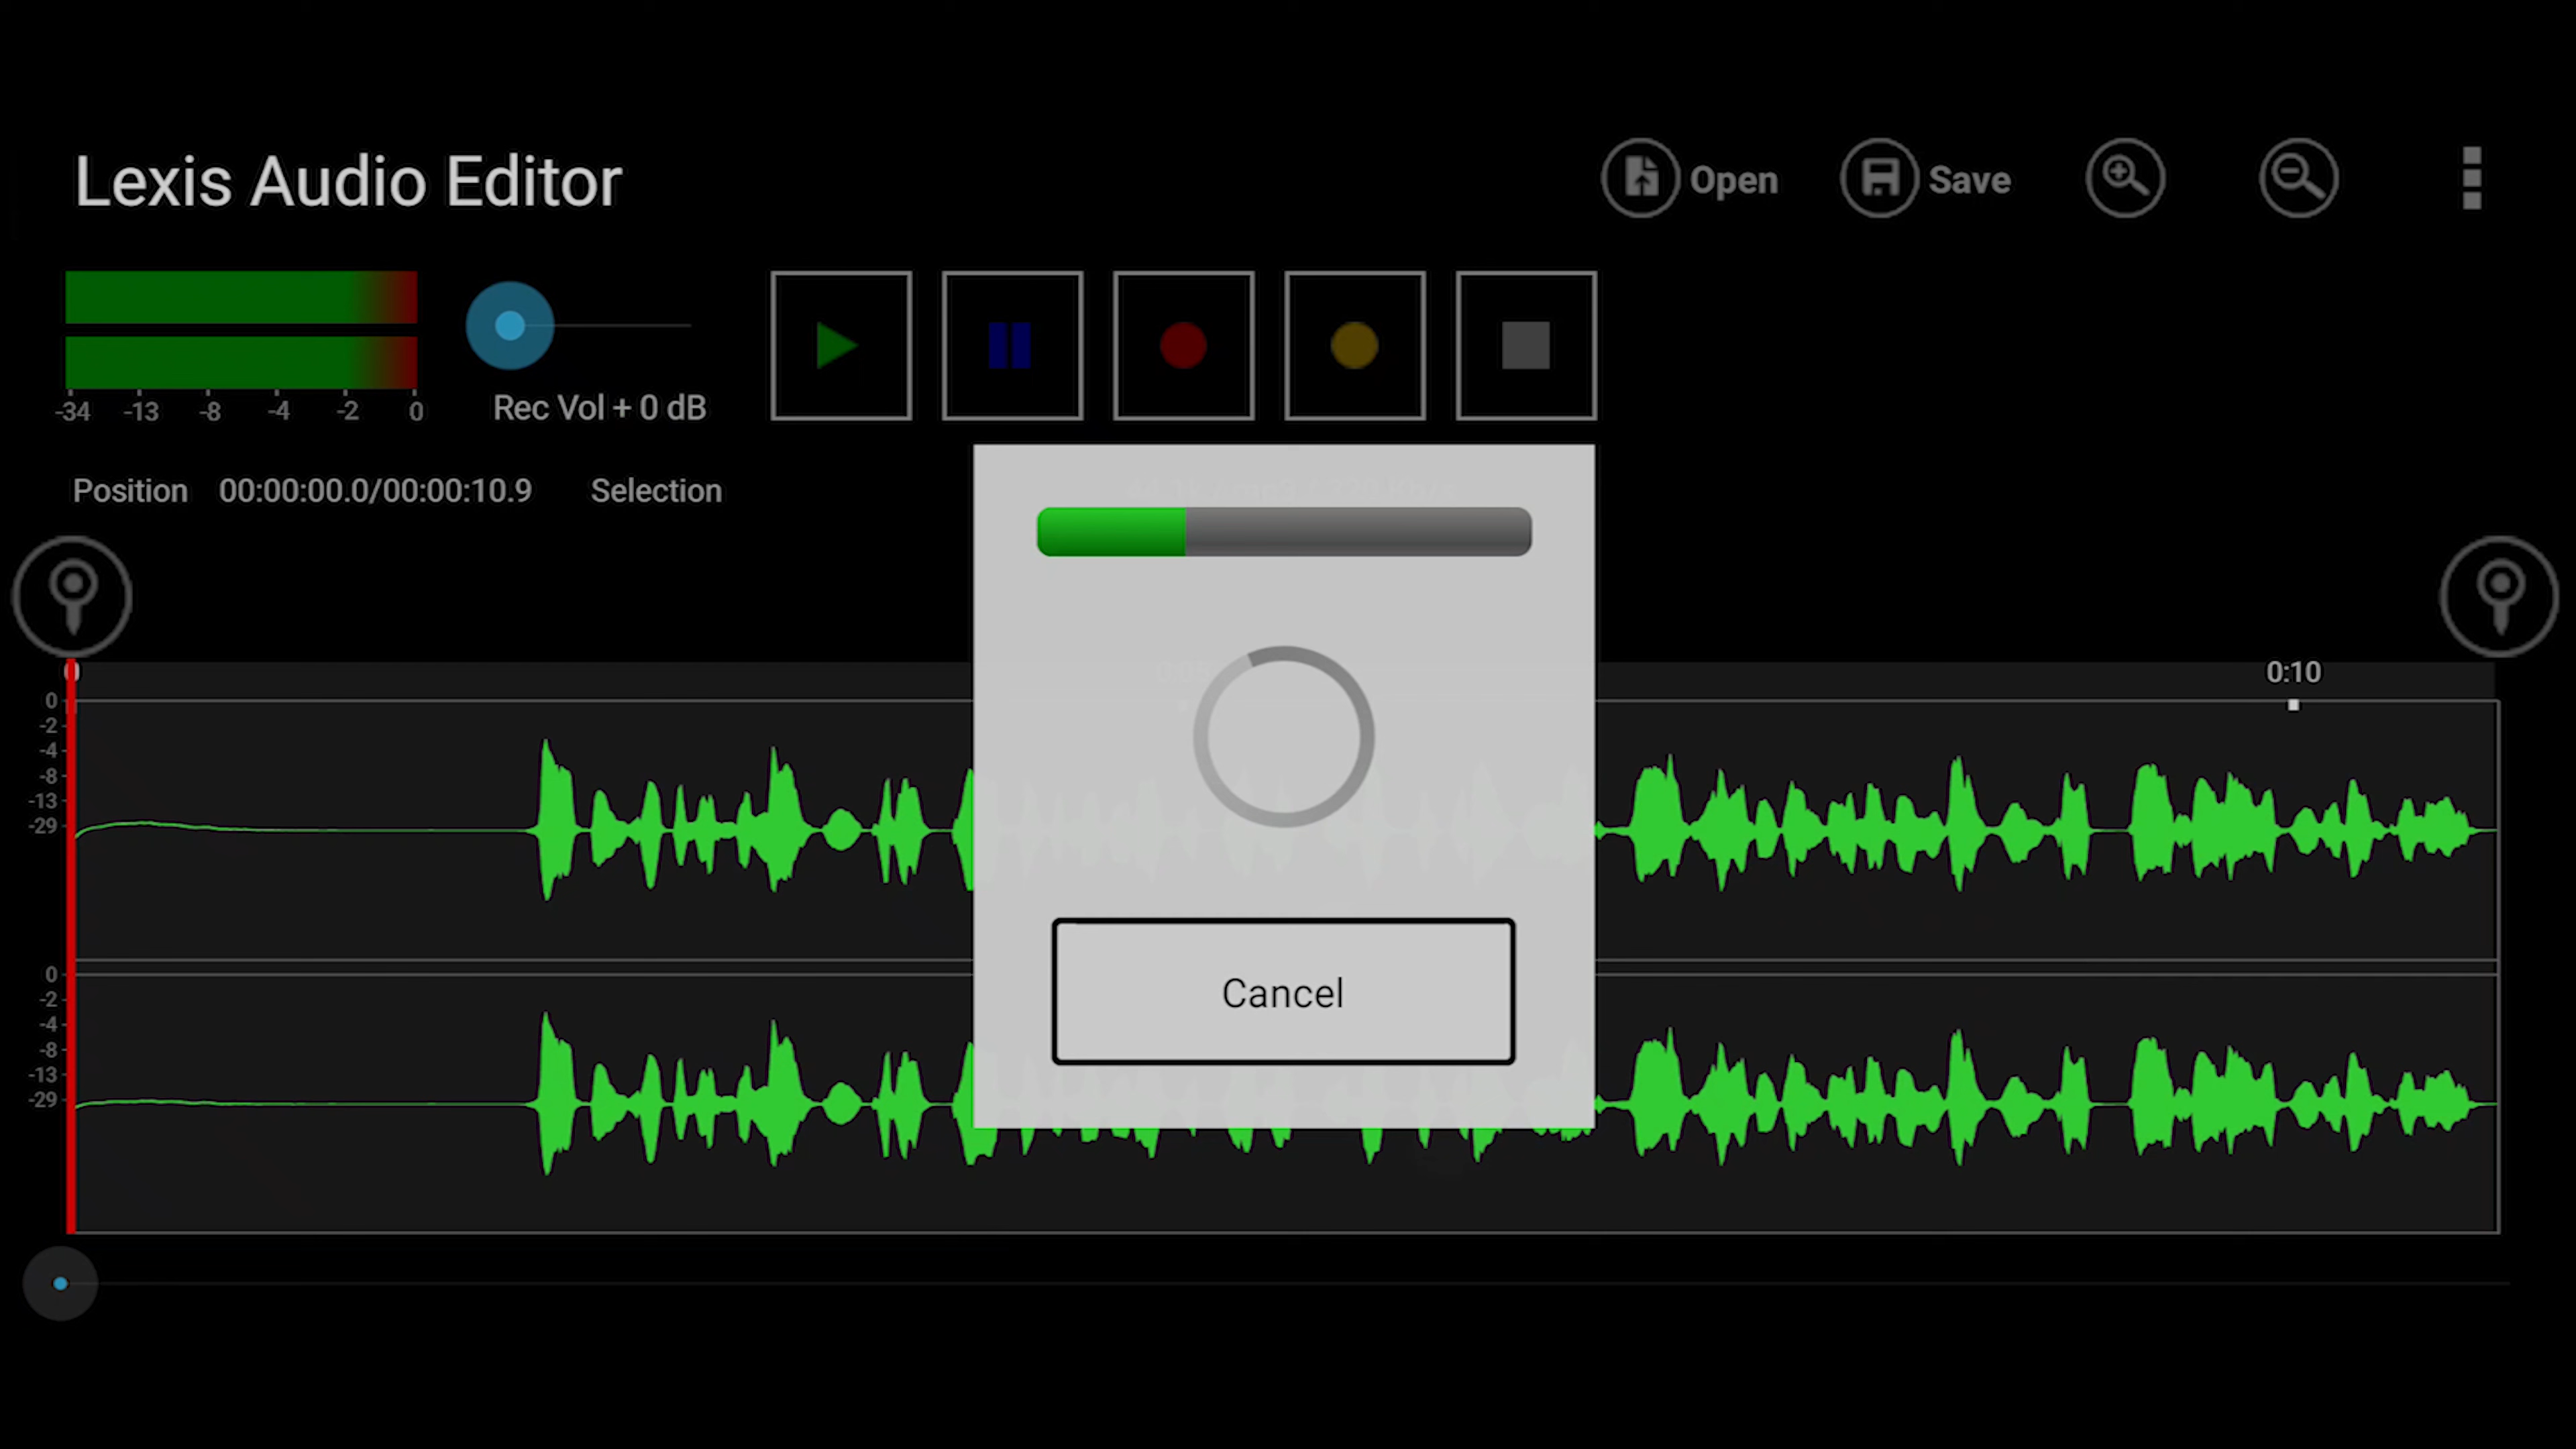 Lexis Audio Editor
Open
Save
-34 -13 -8 -4 -2 0
Rec Vol + 0 dB
Position 00:00:00.0/00:00:10.9 Selection
0 0:10
0
-2
-4
-8
-13
-29
0
-2
-4
-8
-13
-29
Cancel